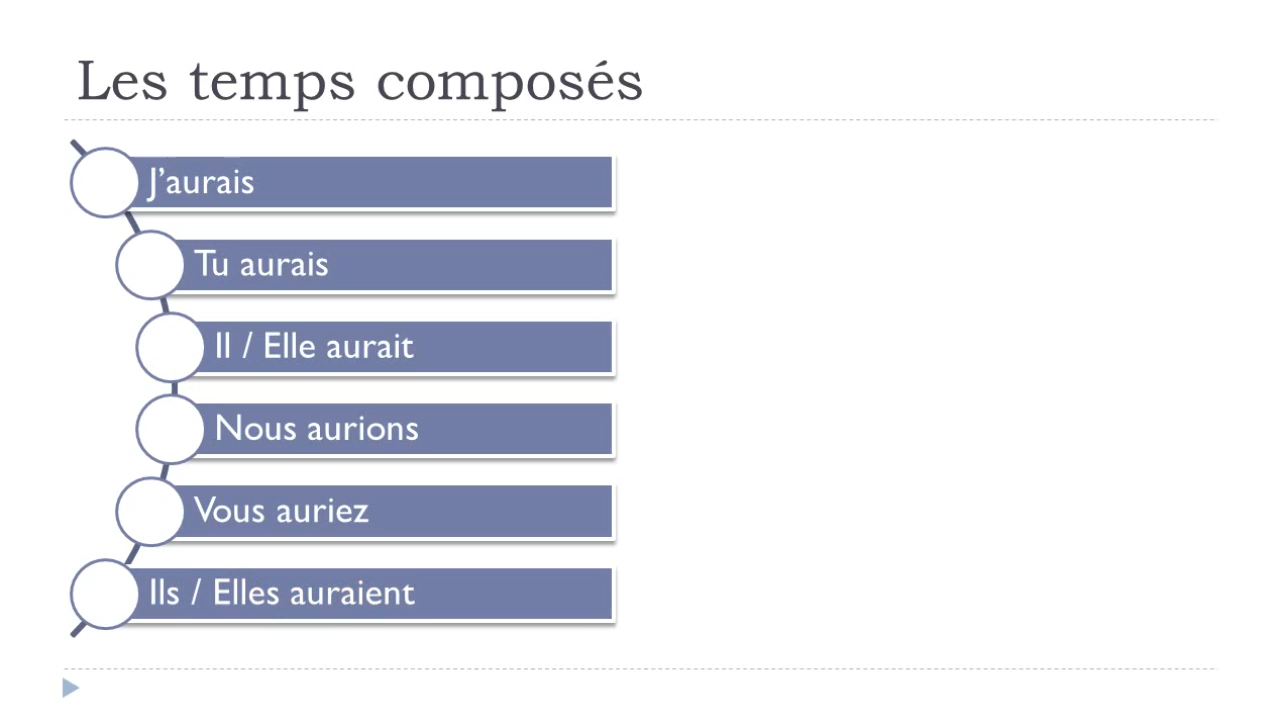 Les temps composés
J’aurais
Tu aurais
Il / Elle aurait
Nous aurions
Vous auriez
Ils / Elles auraient